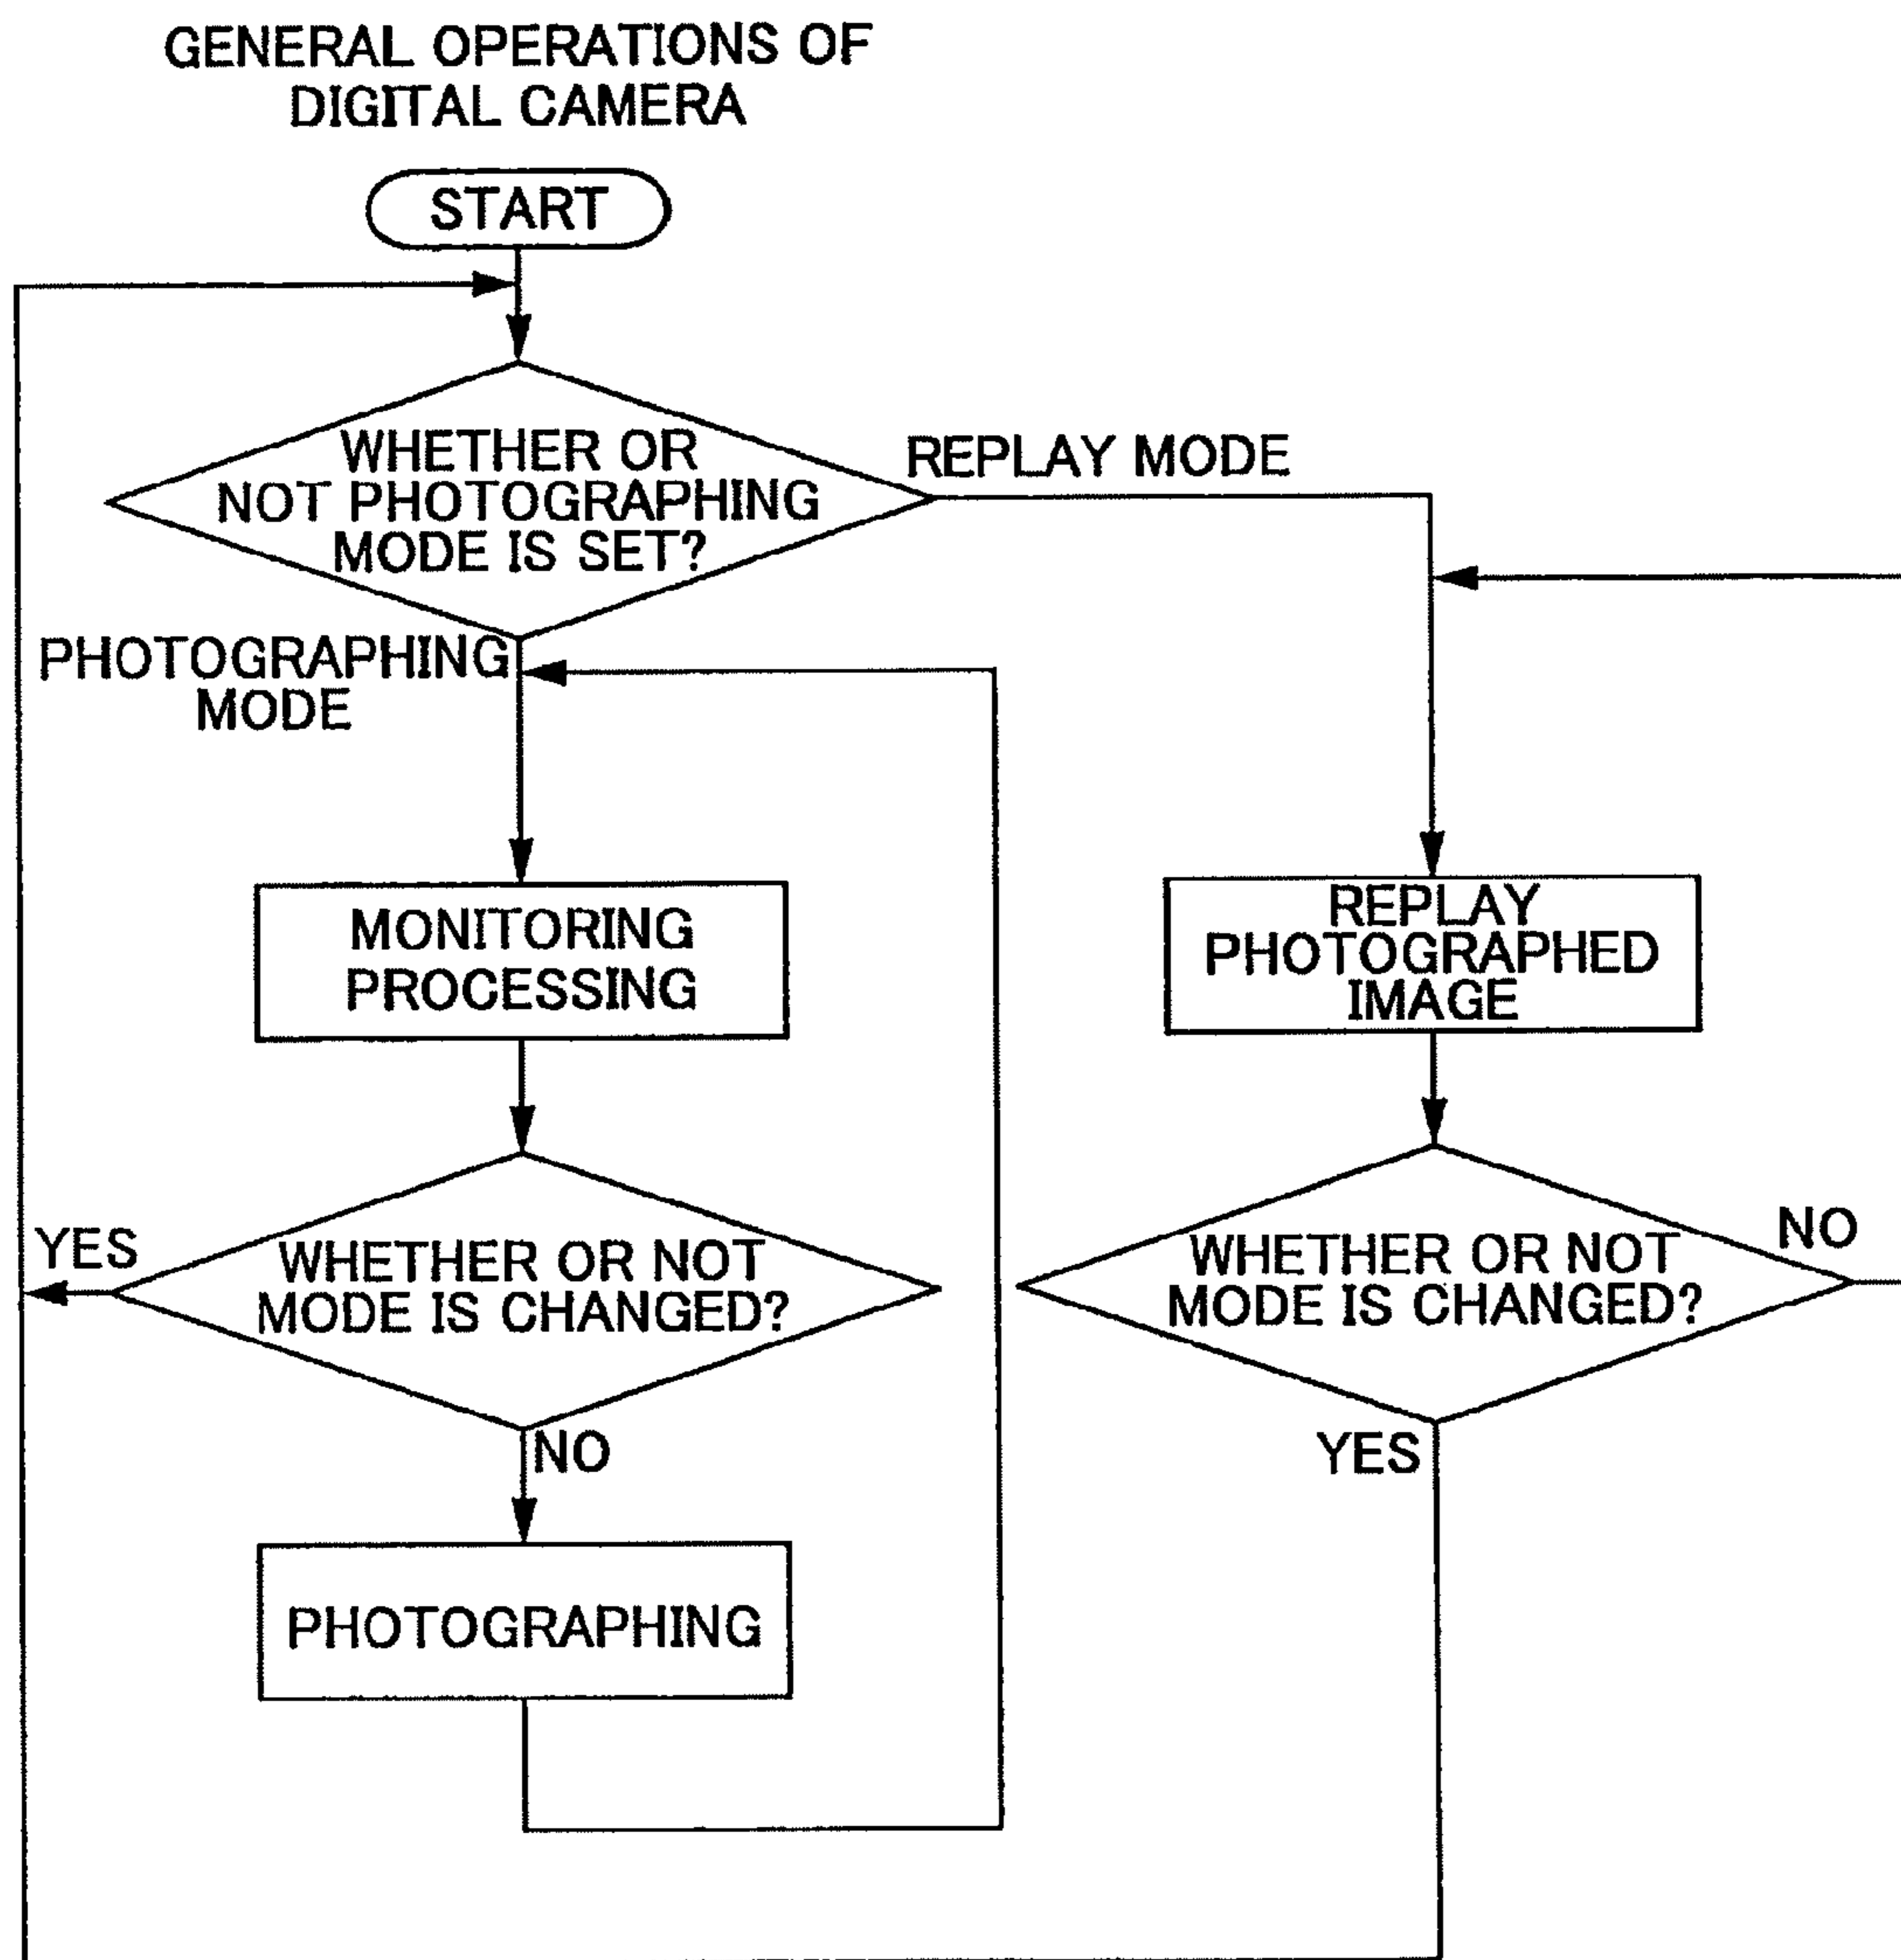 GENERAL OPERATIONS OF
DIGITAL CAMERA
START
WHETHER OR
NOT PHOTOGRAPHING
MODE IS SET?
REPLAY MODE
PHOTOGRAPHING
MODE
MONITORING
PROCESSING
REPLAY
PHOTOGRAPHED
IMAGE
YES
WHETHER OR NOT
MODE IS CHANGED?
NO
WHETHER OR NOT
MODE IS CHANGED?
NO
YES
PHOTOGRAPHING